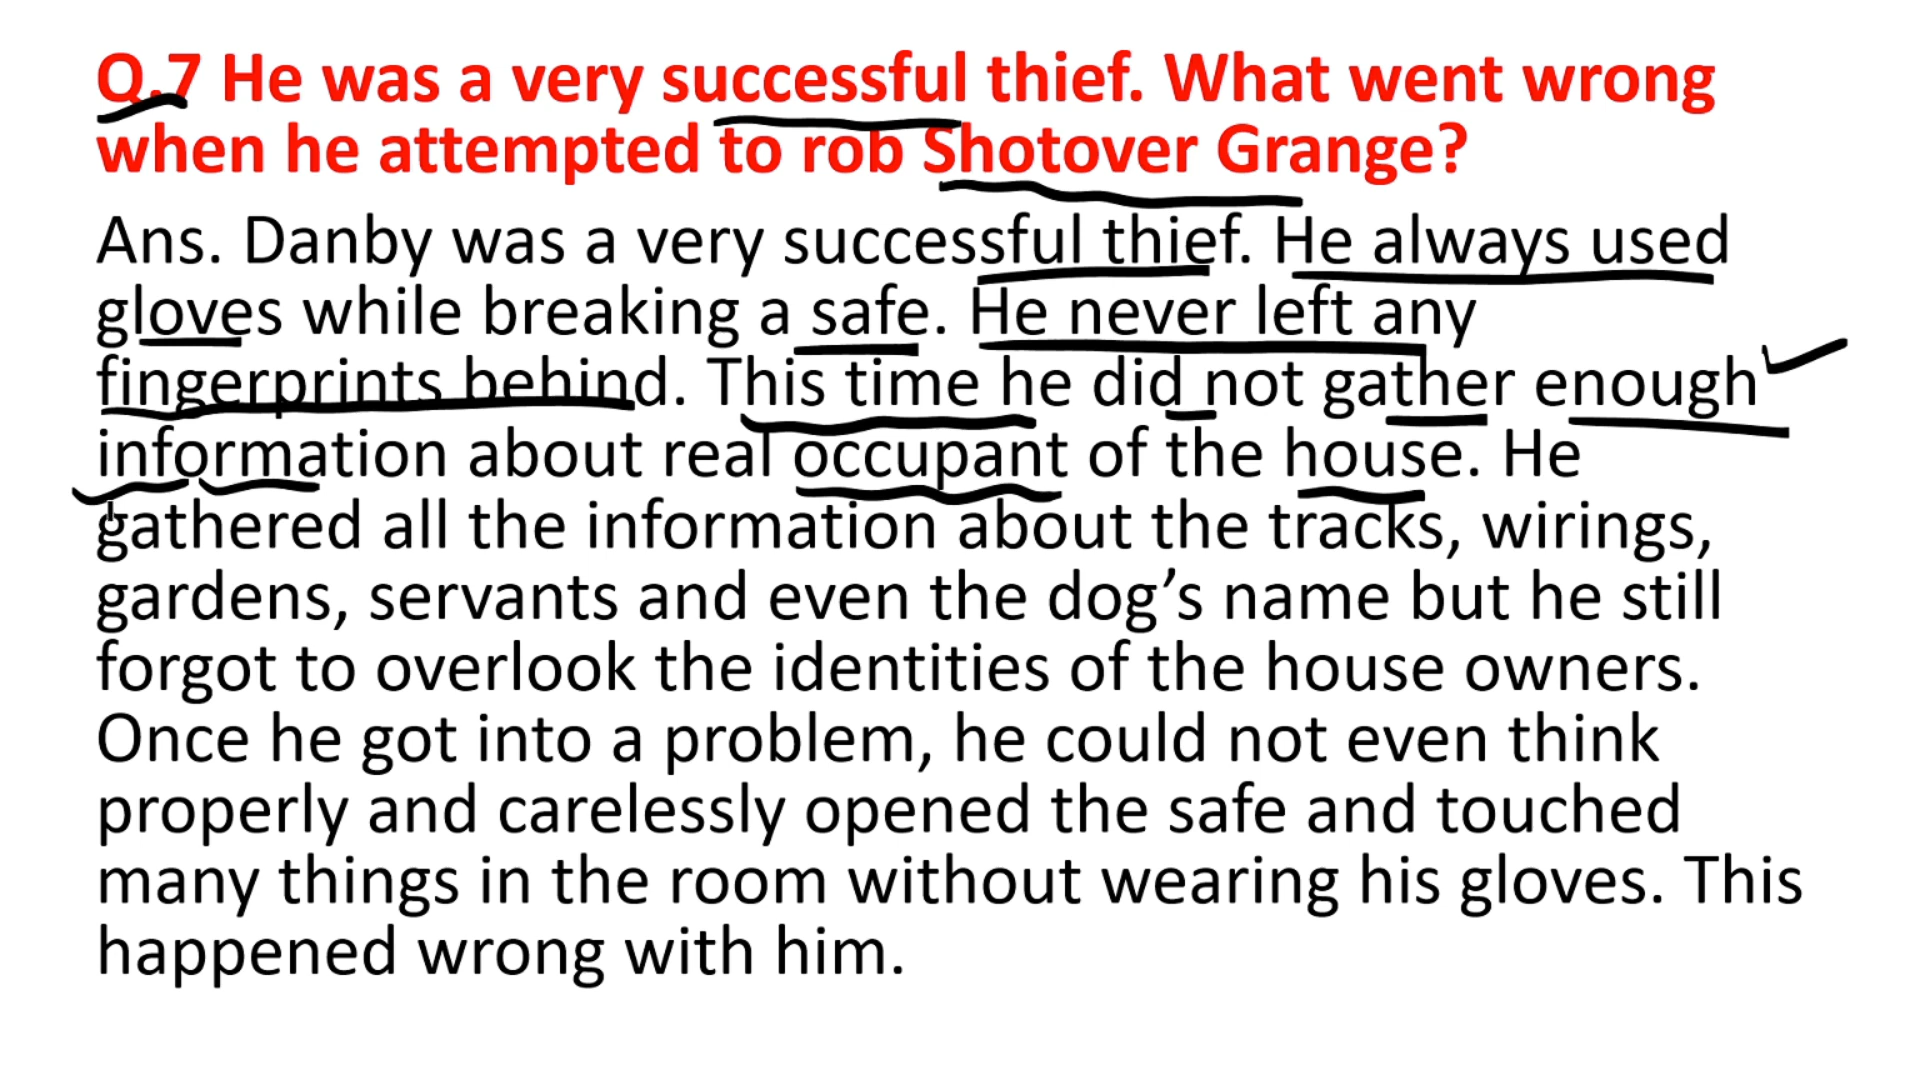 Q.7 He was a very successful thief. What went wrong
when he attempted to rob Shotover Grange?
Ans. Danby was a very successful thief. He always used
gloves while breaking a safe. He never left any
fingerprints behind. This time he did not gather enough
information about real occupant of the house. He
gathered all the information about the tracks, wirings,
gardens, servants and even the dog’s name but he still
forgot to overlook the identities of the house owners.
Once he got into a problem, he could not even think
properly and carelessly opened the safe and touched
many things in the room without wearing his gloves. This
happened wrong with him.